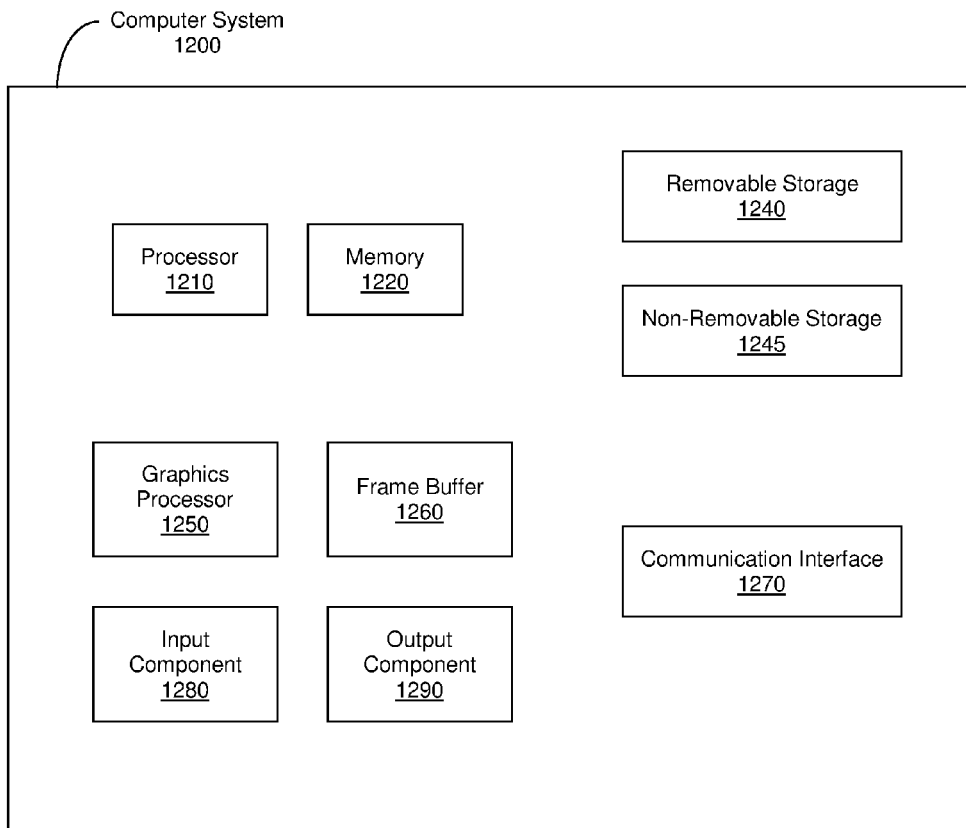 Computer System
1200
Removable Storage
1240
Processor
1210
Memory
1220
Non-Removable Storage
1245
Graphics
Processor
1250
Frame Buffer
1260
Communication Interface
1270
Input
Component
1280
Output
Component
1290